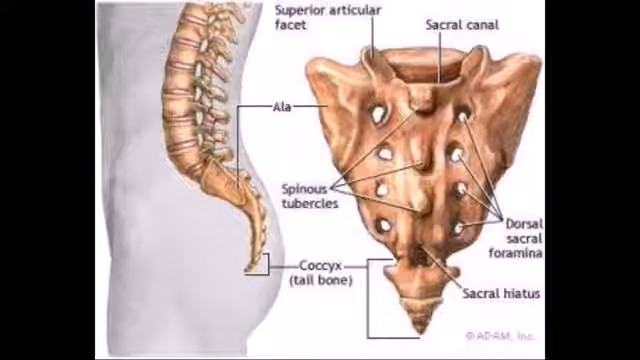 Superior articular
facet
Sacral canal
Ala
Spinous
tubercles
Dorsal
sacral
foramina
Coccyx
(tail bone)
Sacral hiatus
©ADAM, Inc.